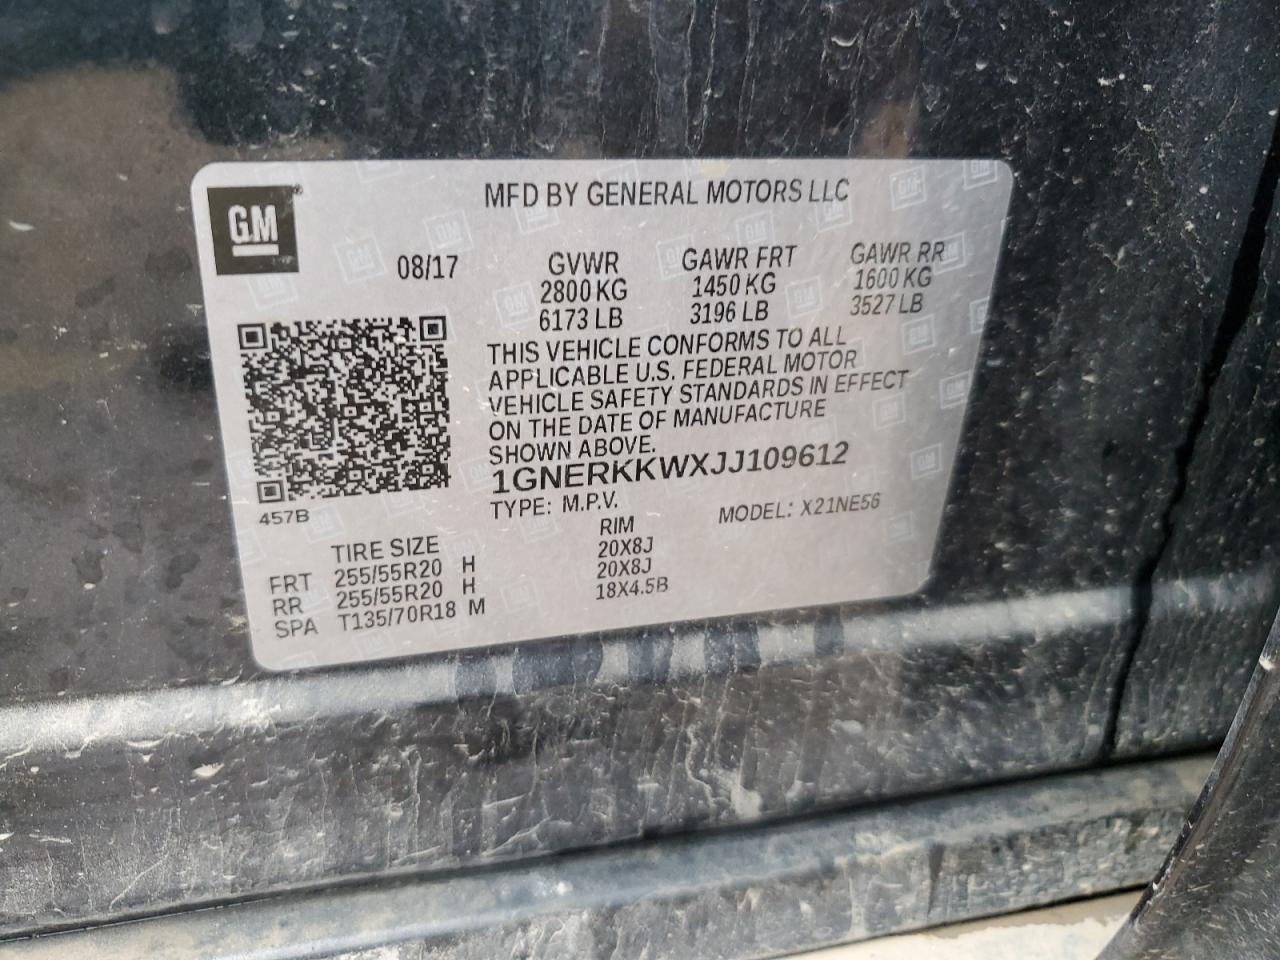 GM®
MFD BY GENERAL MOTORS LLC
08/17
GVWR GAWR FRT GAWR RR
2800 KG 1450 KG 1600 KG
6173 LB 3196 LB 3527 LB
THIS VEHICLE CONFORMS TO ALL
APPLICABLE U.S. FEDERAL MOTOR
VEHICLE SAFETY STANDARDS IN EFFECT
ON THE DATE OF MANUFACTURE
SHOWN ABOVE.
1GNERKKWXJJ109612
457B
TYPE: M.P.V. MODEL: X21NE56
TIRE SIZE RIM
FRT 255/55R20 H 20X8J
RR 255/55R20 H 20X8J
SPA T135/70R18 M 18X4.5B